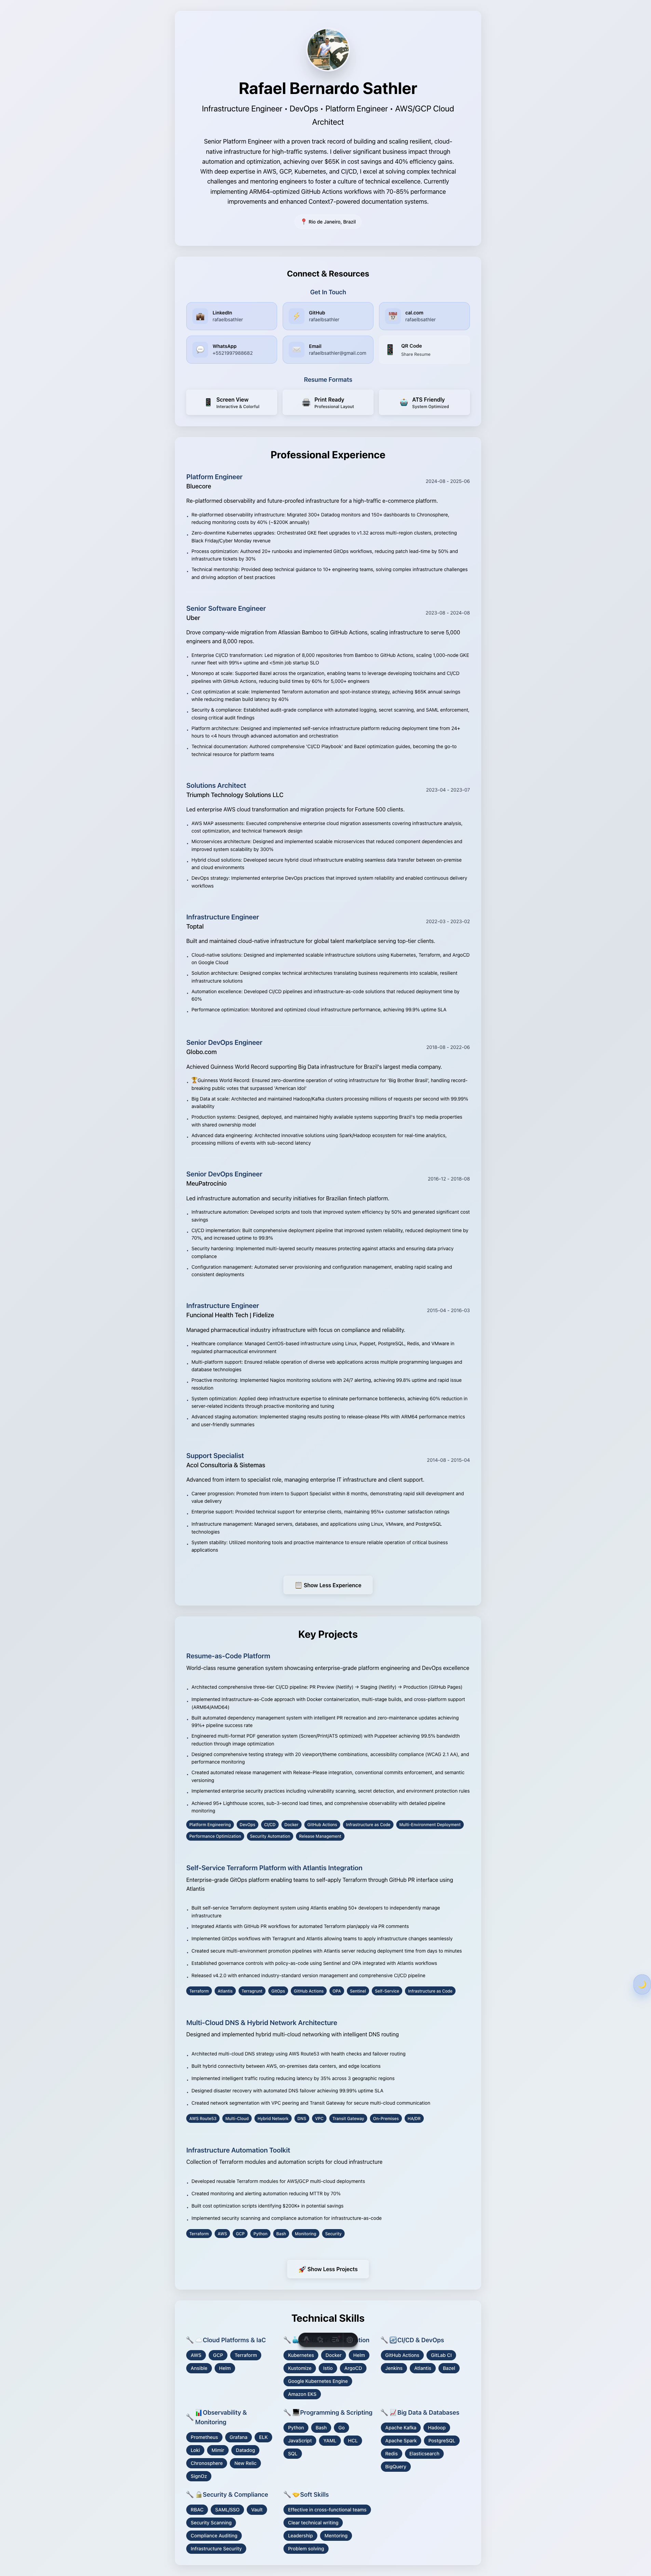 Rafael Bernardo Sathler
Infrastructure Engineer • DevOps • Platform Engineer • AWS/GCP Cloud
Architect
Senior Platform Engineer with a proven track record of building and scaling resilient, cloud-
native infrastructure for high-traffic systems. I deliver significant business impact through
automation and optimization, achieving over $65K in cost savings and 40% efficiency gains.
With deep expertise in AWS, GCP, Kubernetes, and CI/CD, I excel at solving complex technical
challenges and mentoring engineers to foster a culture of technical excellence. Currently
implementing ARM64-optimized GitHub Actions workflows with 70-85% performance
improvements and enhanced Context7-powered documentation systems.
Rio de Janeiro, Brazil
Connect & Resources
Get In Touch
LinkedIn
rafaelbsathler
GitHub
rafaelbsathler
cal.com
rafaelbsathler
WhatsApp
+5521997988682
Email
rafaelbsathler@gmail.com
QR Code
Share Resume
Resume Formats
Screen View
Interactive & Colorful
Print Ready
Professional Layout
ATS Friendly
System Optimized
Professional Experience
Platform Engineer
2024-08 - 2025-06
Bluecore
Re-platformed observability and future-proofed infrastructure for a high-traffic e-commerce platform.
Re-platformed observability infrastructure: Migrated 300+ Datadog monitors and 150+ dashboards to Chronosphere,
reducing monitoring costs by 40% (~$200K annually)
Zero-downtime Kubernetes upgrades: Orchestrated GKE fleet upgrades to v1.32 across multi-region clusters, protecting
Black Friday/Cyber Monday revenue
Process optimization: Authored 20+ runbooks and implemented GitOps workflows, reducing patch lead-time by 50% and
infrastructure tickets by 30%
Technical mentorship: Provided deep technical guidance to 10+ engineering teams, solving complex infrastructure challenges
and driving adoption of best practices
Senior Software Engineer
2023-08 - 2024-08
Uber
Drove company-wide migration from Atlassian Bamboo to GitHub Actions, scaling infrastructure to serve 5,000
engineers and 8,000 repos.
Enterprise CI/CD transformation: Led migration of 8,000 repositories from Bamboo to GitHub Actions, scaling 1,000-node GKE
runner fleet with 99%+ uptime and <5min job startup SLO
Monorepo at scale: Supported Bazel across the organization, enabling teams to leverage developing toolchains and CI/CD
pipelines with GitHub Actions, reducing build times by 60% for 5,000+ engineers
Cost optimization at scale: Implemented Terraform automation and spot-instance strategy, achieving $65K annual savings
while reducing median build latency by 40%
Security & compliance: Established audit-grade compliance with automated logging, secret scanning, and SAML enforcement,
closing critical audit findings
Platform architecture: Designed and implemented self-service infrastructure platform reducing deployment time from 24+
hours to <4 hours through advanced automation and orchestration
Technical documentation: Authored comprehensive 'CI/CD Playbook' and Bazel optimization guides, becoming the go-to
technical resource for platform teams
Solutions Architect
2023-04 - 2023-07
Triumph Technology Solutions LLC
Led enterprise AWS cloud transformation and migration projects for Fortune 500 clients.
AWS MAP assessments: Executed comprehensive enterprise cloud migration assessments covering infrastructure analysis,
cost optimization, and technical framework design
Microservices architecture: Designed and implemented scalable microservices that reduced component dependencies and
improved system scalability by 300%
Hybrid cloud solutions: Developed secure hybrid cloud infrastructure enabling seamless data transfer between on-premise
and cloud environments
DevOps strategy: Implemented enterprise DevOps practices that improved system reliability and enabled continuous delivery
workflows
Infrastructure Engineer
2022-03 - 2023-02
Toptal
Built and maintained cloud-native infrastructure for global talent marketplace serving top-tier clients.
Cloud-native solutions: Designed and implemented scalable infrastructure solutions using Kubernetes, Terraform, and ArgoCD
on Google Cloud
Solution architecture: Designed complex technical architectures translating business requirements into scalable, resilient
infrastructure solutions
Automation excellence: Developed CI/CD pipelines and infrastructure-as-code solutions that reduced deployment time by
60%
Performance optimization: Monitored and optimized cloud infrastructure performance, achieving 99.9% uptime SLA
Senior DevOps Engineer
2018-08 - 2022-06
Globo.com
Achieved Guinness World Record supporting Big Data infrastructure for Brazil's largest media company.
Guinness World Record: Ensured zero-downtime operation of voting infrastructure for 'Big Brother Brasil', handling record-
breaking public votes that surpassed 'American Idol'
Big Data at scale: Architected and maintained Hadoop/Kafka clusters processing millions of requests per second with 99.99%
availability
Production systems: Designed, deployed, and maintained highly available systems supporting Brazil's top media properties
with shared ownership model
Advanced data engineering: Architected innovative solutions using Spark/Hadoop ecosystem for real-time analytics,
processing millions of events with sub-second latency
Senior DevOps Engineer
2016-12 - 2018-08
MeuPatrocínio
Led infrastructure automation and security initiatives for Brazilian fintech platform.
Infrastructure automation: Developed scripts and tools that improved system efficiency by 50% and generated significant cost
savings
CI/CD implementation: Built comprehensive deployment pipeline that improved system reliability, reduced deployment time by
70%, and increased uptime to 99.9%
Security hardening: Implemented multi-layered security measures protecting against attacks and ensuring data privacy
compliance
Configuration management: Automated server provisioning and configuration management, enabling rapid scaling and
consistent deployments
Infrastructure Engineer
2015-04 - 2016-03
Funcional Health Tech | Fidelize
Managed pharmaceutical industry infrastructure with focus on compliance and reliability.
Healthcare compliance: Managed CentOS-based infrastructure using Linux, Puppet, PostgreSQL, Redis, and VMware in
regulated pharmaceutical environment
Multi-platform support: Ensured reliable operation of diverse web applications across multiple programming languages and
database technologies
Proactive monitoring: Implemented Nagios monitoring solutions with 24/7 alerting, achieving 99.8% uptime and rapid issue
resolution
System optimization: Applied deep infrastructure expertise to eliminate performance bottlenecks, achieving 60% reduction in
server-related incidents through proactive monitoring and tuning
Advanced staging automation: Implemented staging results posting to release-please PRs with ARM64 performance metrics
and user-friendly summaries
Support Specialist
2014-08 - 2015-04
Acol Consultoria & Sistemas
Advanced from intern to specialist role, managing enterprise IT infrastructure and client support.
Career progression: Promoted from intern to Support Specialist within 8 months, demonstrating rapid skill development and
value delivery
Enterprise support: Provided technical support for enterprise clients, maintaining 95%+ customer satisfaction ratings
Infrastructure management: Managed servers, databases, and applications using Linux, VMware, and PostgreSQL
technologies
System stability: Utilized monitoring tools and proactive maintenance to ensure reliable operation of critical business
applications
Show Less Experience
Key Projects
Resume-as-Code Platform
World-class resume generation system showcasing enterprise-grade platform engineering and DevOps excellence
Architected comprehensive three-tier CI/CD pipeline: PR Preview (Netlify) → Staging (Netlify) → Production (GitHub Pages)
Implemented Infrastructure-as-Code approach with Docker containerization, multi-stage builds, and cross-platform support
(ARM64/AMD64)
Built automated dependency management system with intelligent PR recreation and zero-maintenance updates achieving
99%+ pipeline success rate
Engineered multi-format PDF generation system (Screen/Print/ATS optimized) with Puppeteer achieving 99.5% bandwidth
reduction through image optimization
Designed comprehensive testing strategy with 20 viewport/theme combinations, accessibility compliance (WCAG 2.1 AA), and
performance monitoring
Created automated release management with Release-Please integration, conventional commits enforcement, and semantic
versioning
Implemented enterprise security practices including vulnerability scanning, secret detection, and environment protection rules
Achieved 95+ Lighthouse scores, sub-3-second load times, and comprehensive observability with detailed pipeline
monitoring
Platform Engineering DevOps CI/CD Docker GitHub Actions Infrastructure as Code Multi-Environment Deployment
Performance Optimization Security Automation Release Management
Self-Service Terraform Platform with Atlantis Integration
Enterprise-grade GitOps platform enabling teams to self-apply Terraform through GitHub PR interface using
Atlantis
Built self-service Terraform deployment system using Atlantis enabling 50+ developers to independently manage
infrastructure
Integrated Atlantis with GitHub PR workflows for automated Terraform plan/apply via PR comments
Implemented GitOps workflows with Terragrunt and Atlantis allowing teams to apply infrastructure changes seamlessly
Created secure multi-environment promotion pipelines with Atlantis server reducing deployment time from days to minutes
Established governance controls with policy-as-code using Sentinel and OPA integrated with Atlantis workflows
Released v4.2.0 with enhanced industry-standard version management and comprehensive CI/CD pipeline
Terraform Atlantis Terragrunt GitOps GitHub Actions OPA Sentinel Self-Service Infrastructure as Code
Multi-Cloud DNS & Hybrid Network Architecture
Designed and implemented hybrid multi-cloud networking with intelligent DNS routing
Architected multi-cloud DNS strategy using AWS Route53 with health checks and failover routing
Built hybrid connectivity between AWS, on-premises data centers, and edge locations
Implemented intelligent traffic routing reducing latency by 35% across 3 geographic regions
Designed disaster recovery with automated DNS failover achieving 99.99% uptime SLA
Created network segmentation with VPC peering and Transit Gateway for secure multi-cloud communication
AWS Route53 Multi-Cloud Hybrid Network DNS VPC Transit Gateway On-Premises HA/DR
Infrastructure Automation Toolkit
Collection of Terraform modules and automation scripts for cloud infrastructure
Developed reusable Terraform modules for AWS/GCP multi-cloud deployments
Created monitoring and alerting automation reducing MTTR by 70%
Built cost optimization scripts identifying $200K+ in potential savings
Implemented security scanning and compliance automation for infrastructure-as-code
Terraform AWS GCP Python Bash Monitoring Security
Show Less Projects
Technical Skills
Cloud Platforms & IaC
AWS GCP Terraform
Ansible Helm
Kubernetes Docker Helm
Kustomize Istio ArgoCD
Google Kubernetes Engine
Amazon EKS
CI/CD & DevOps
GitHub Actions GitLab CI
Jenkins Atlantis Bazel
Observability &
Monitoring
Prometheus Grafana ELK
Loki Mimir Datadog
Chronosphere New Relic
SignOz
Programming & Scripting
Python Bash Go
JavaScript YAML HCL
SQL
Big Data & Databases
Apache Kafka Hadoop
Apache Spark PostgreSQL
Redis Elasticsearch
BigQuery
Security & Compliance
RBAC SAML/SSO Vault
Security Scanning
Compliance Auditing
Infrastructure Security
Soft Skills
Effective in cross-functional teams
Clear technical writing
Leadership Mentoring
Problem solving